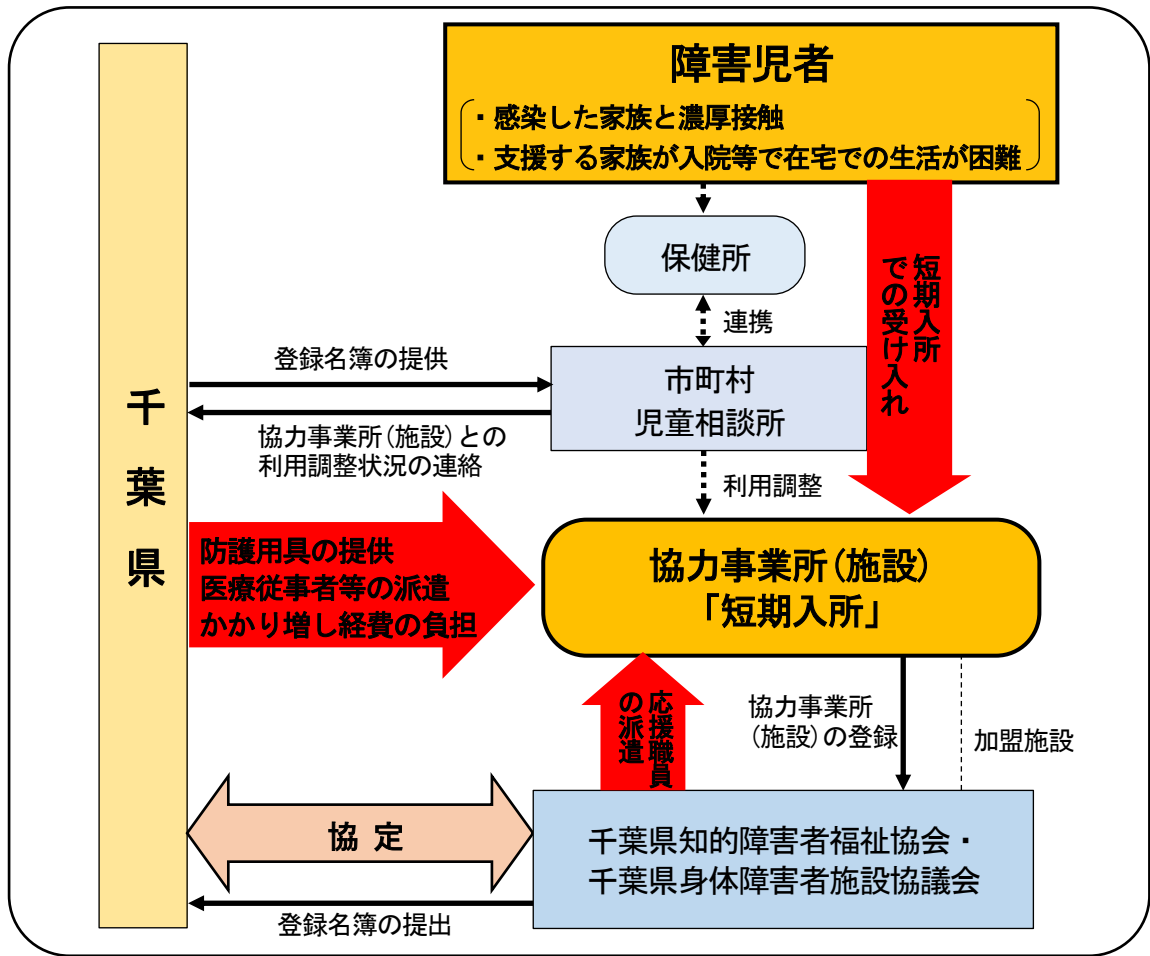 障害児者
・感染した家族と濃厚接触
・支援する家族が入院等で在宅での生活が困難
保健所
連携
短期入所
での受け入れ
登録名簿の提供
市町村
児童相談所
協力事業所(施設)との
利用調整状況の連絡
利用調整
千葉県
防護用具の提供
医療従事者等の派遣
かかり増し経費の負担
協力事業所(施設)
「短期入所」
応援職員
の派遣
協力事業所
(施設)の登録
加盟施設
協定
千葉県知的障害者福祉協会・
千葉県身体障害者施設協議会
登録名簿の提出